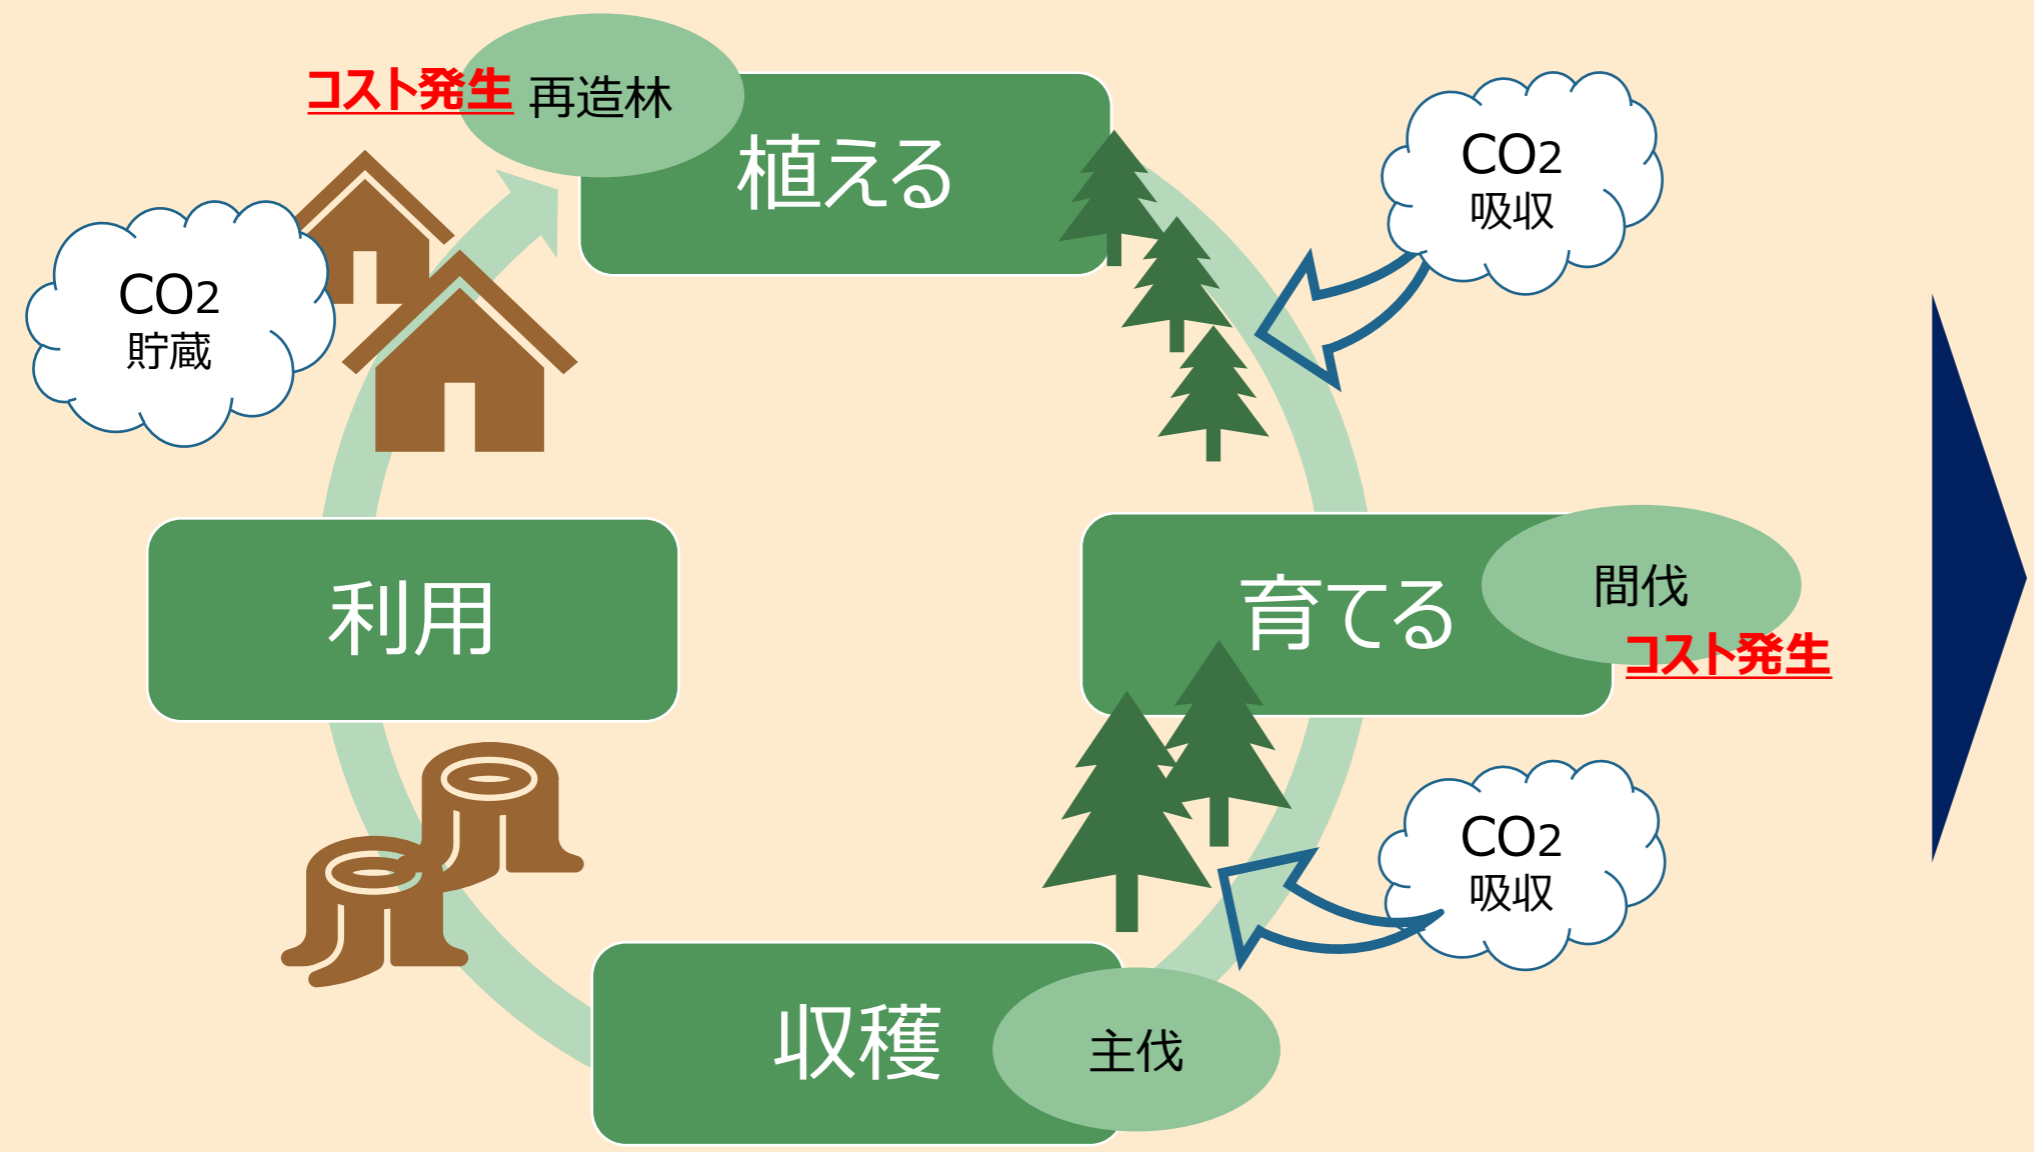 コスト発生
再造林
植える
CO2
吸収
CO2
貯蔵
利用
育てる
間伐
コスト発生
CO2
吸収
収穫
主伐